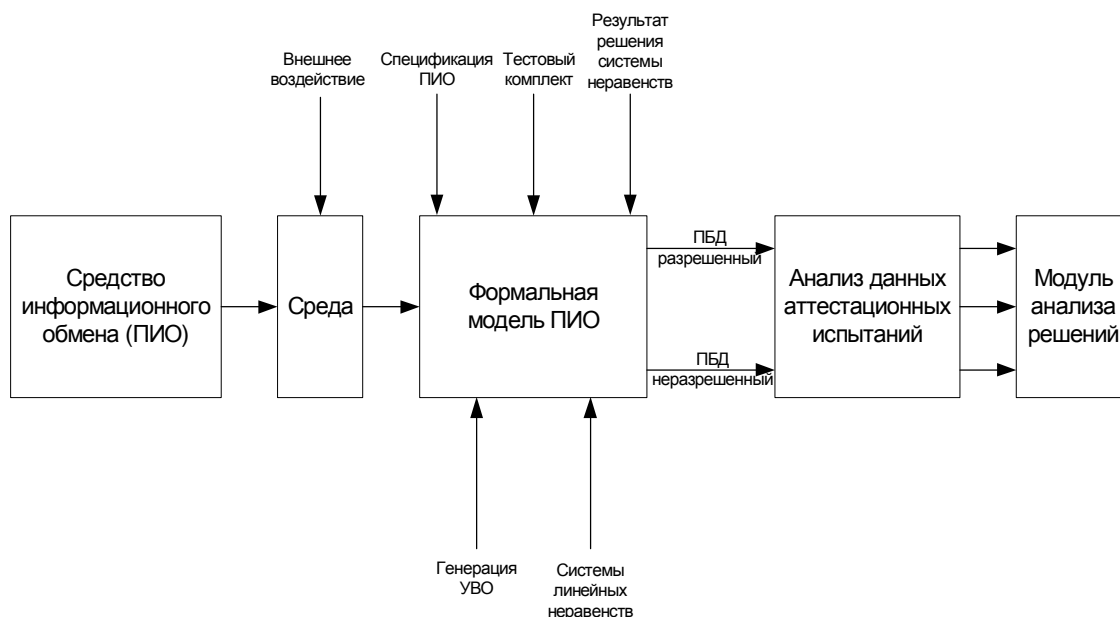 Результат
решения
системы
неравенств
Внешнее
воздействие
Спецификация
ПИО
Тестовый
комплект
Средство
информационного
обмена (ПИО)
Среда
Формальная
модель ПИО
ПБД
разрешенный
ПБД
неразрешенный
Анализ данных
аттестационных
испытаний
Модуль
анализа
решений
Генерация
УВО
Системы
линейных
неравенств